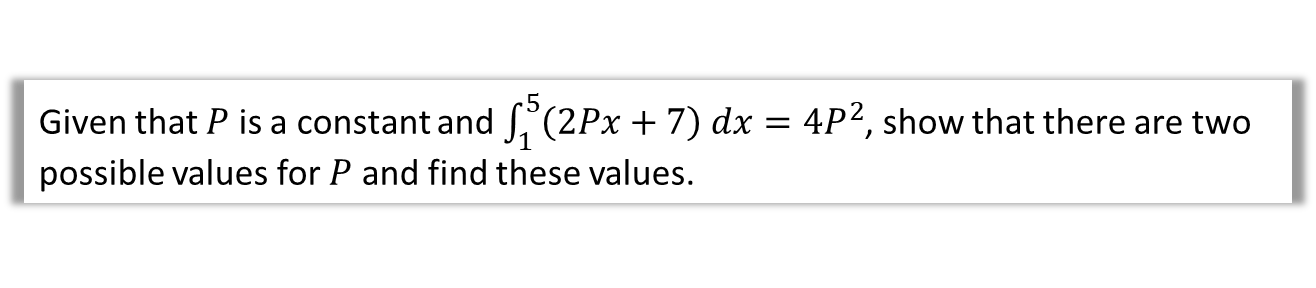 Given that P is a constant and ∫₁⁵(2Px + 7) dx = 4P², show that there are two
possible values for P and find these values.